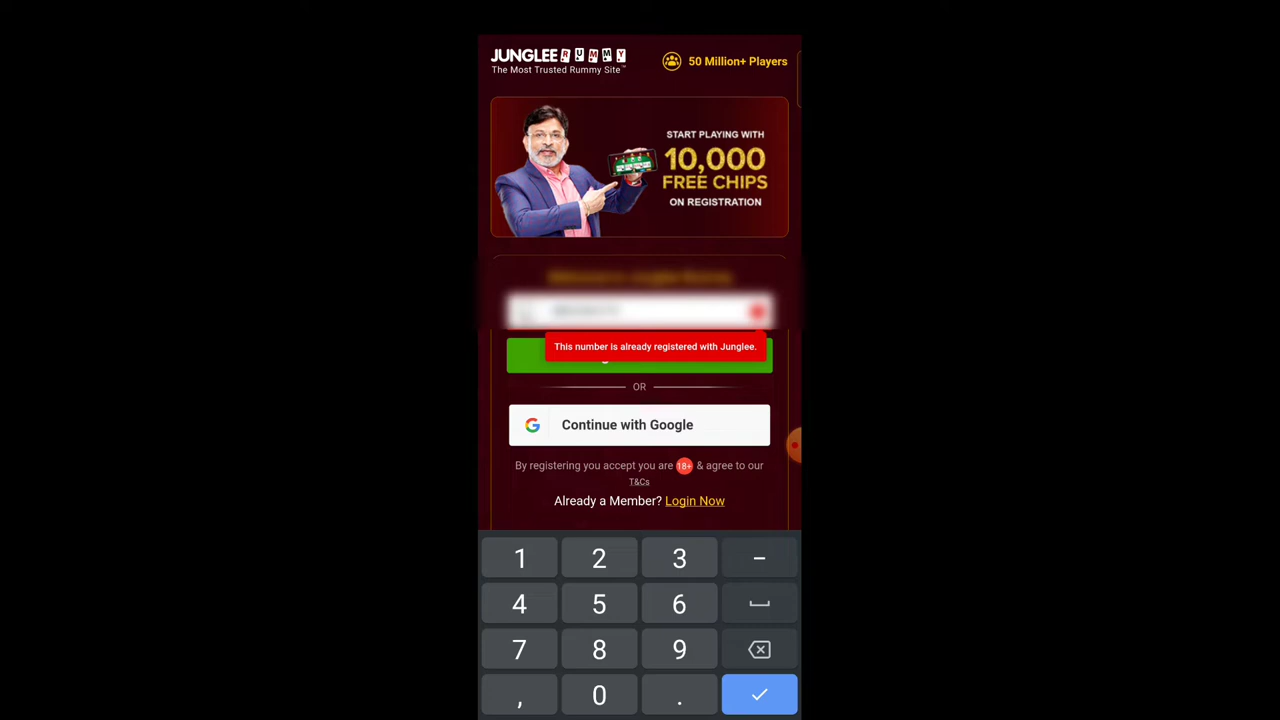 JUNGLEE RUMMY
The Most Trusted Rummy Site™
50 Million+ Players
START PLAYING WITH
10,000
FREE CHIPS
ON REGISTRATION
This number is already registered with Junglee.
OR
Continue with Google
By registering you accept you are 18+ & agree to our
T&Cs
Already a Member? Login Now
1 2 3 –
4 5 6
7 8 9
, 0 .